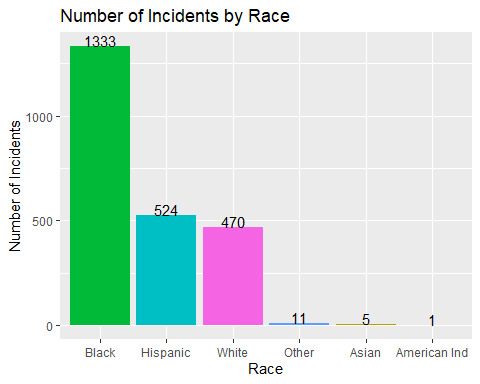 Number of Incidents by Race
Number of Incidents
1000
500
0
1333
524
470
11
5
1
Black
Hispanic
White
Other
Asian
American Ind
Race